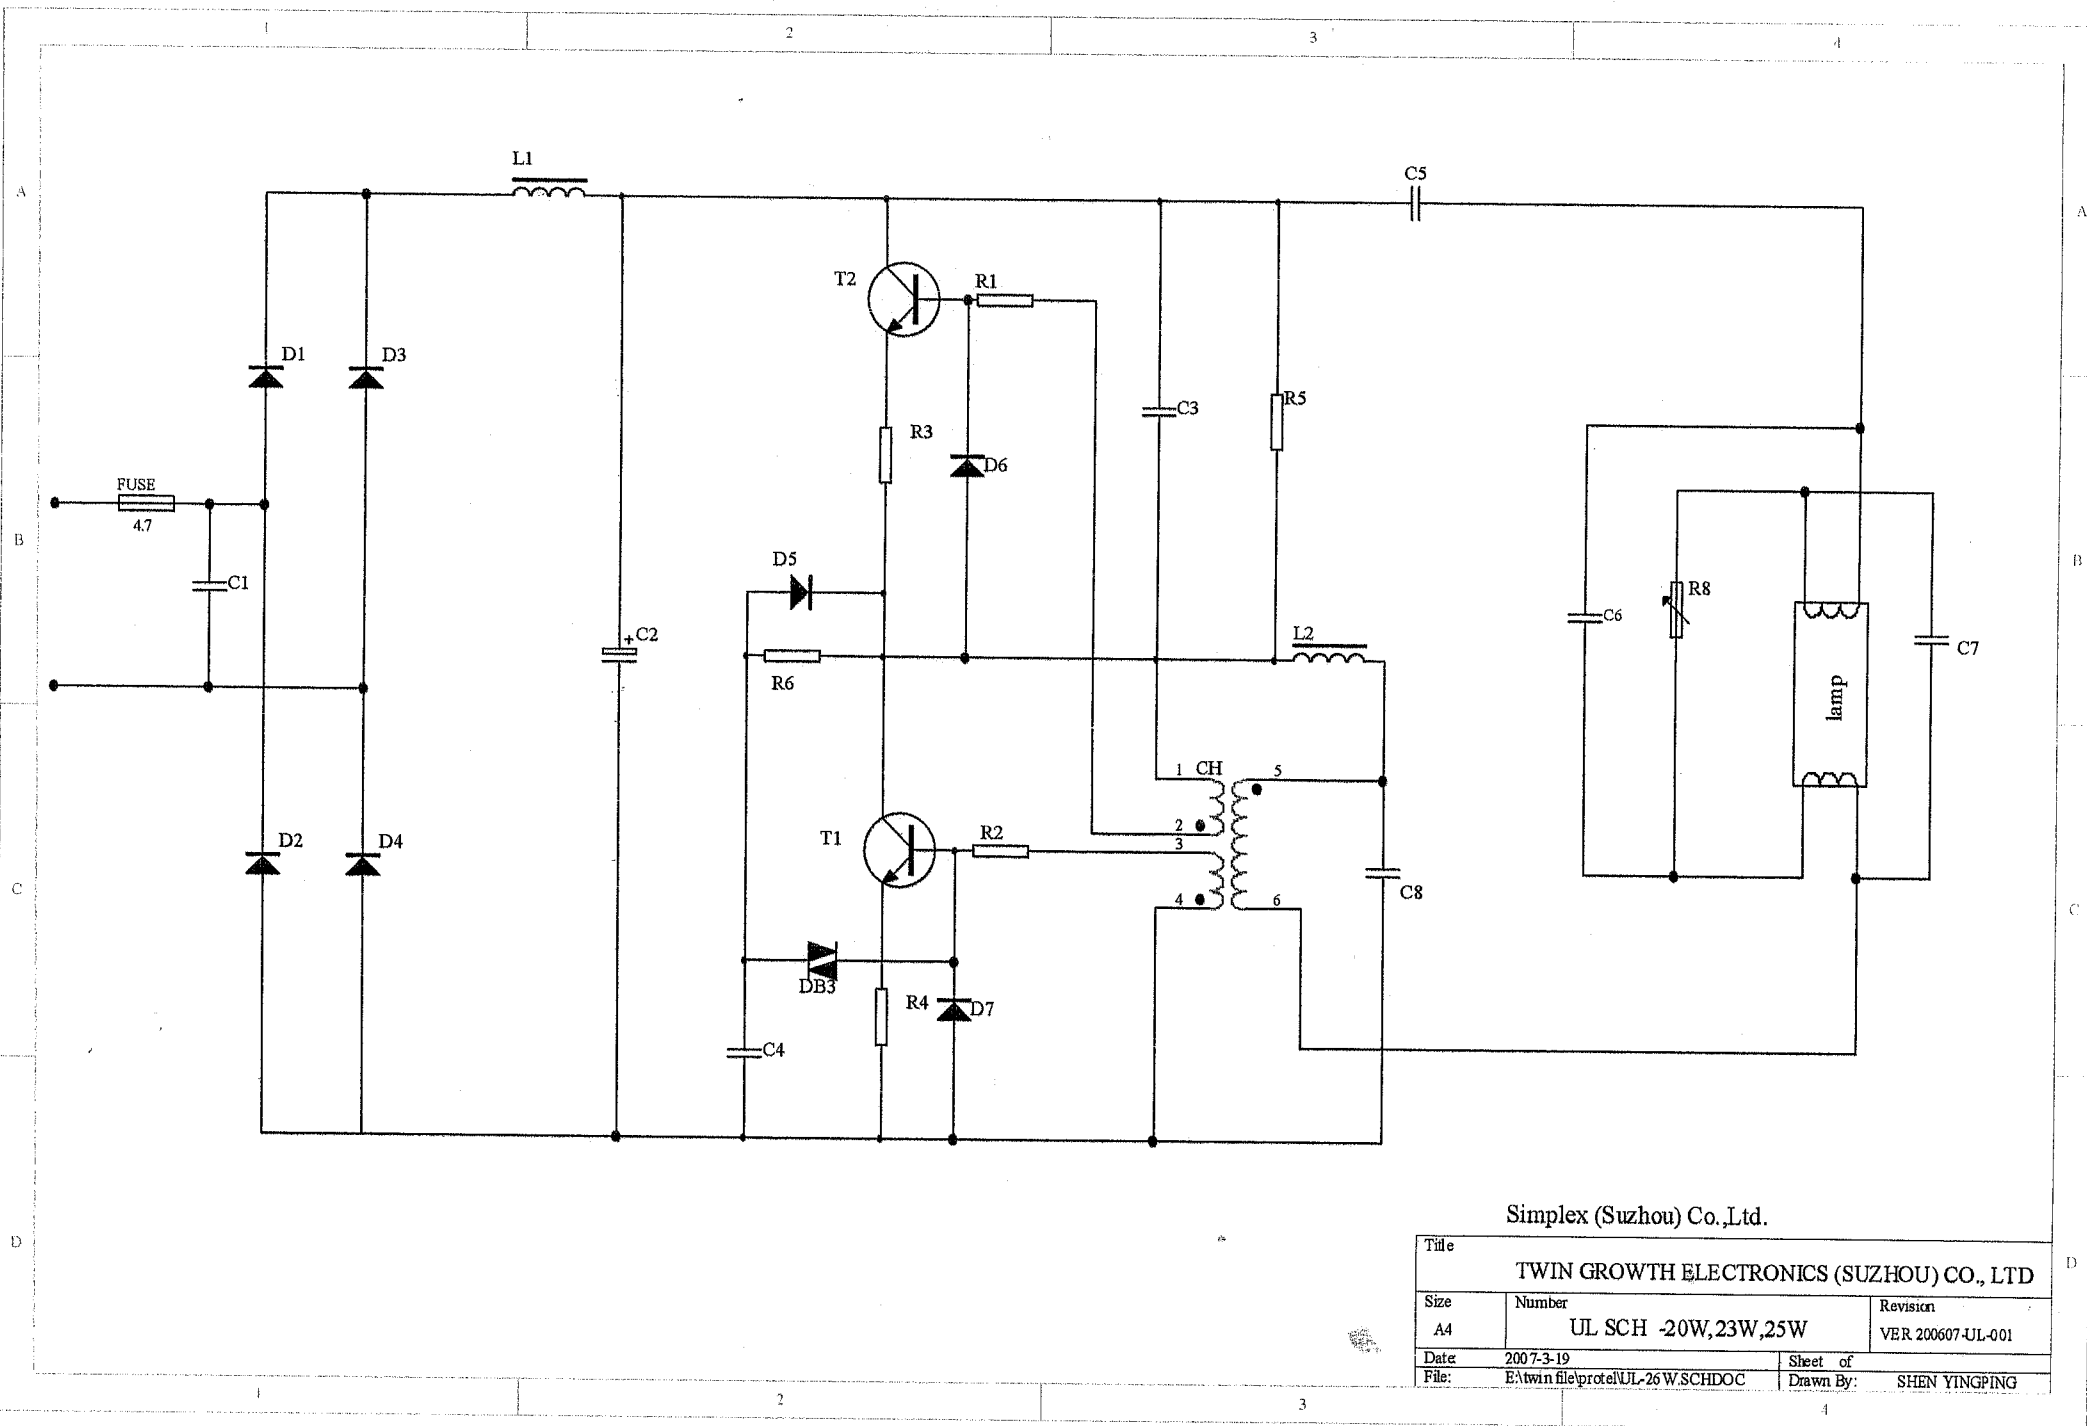 1 2 3 4
L1
C5
A A
T2 R1
D1 D3
C3 R5
R3
D6
FUSE
4.7
B B
D5
C1
R8
C6
+C2
L2
C7
R6
lamp
1 CH 5
2
T1 R2 3
D2 D4
C C
4 6
C8
DB3
R4 D7
C4
Simplex (Suzhou) Co.,Ltd.
D D
Title
TWIN GROWTH ELECTRONICS (SUZHOU) CO., LTD
Size Number Revision
A4 UL SCH -20W,23W,25W VER 200607-UL-001
Date: 2007-3-19 Sheet of
File: E:\twin file\protel\UL-26W.SCHDOC Drawn By: SHEN YINGPING
1 2 3 4